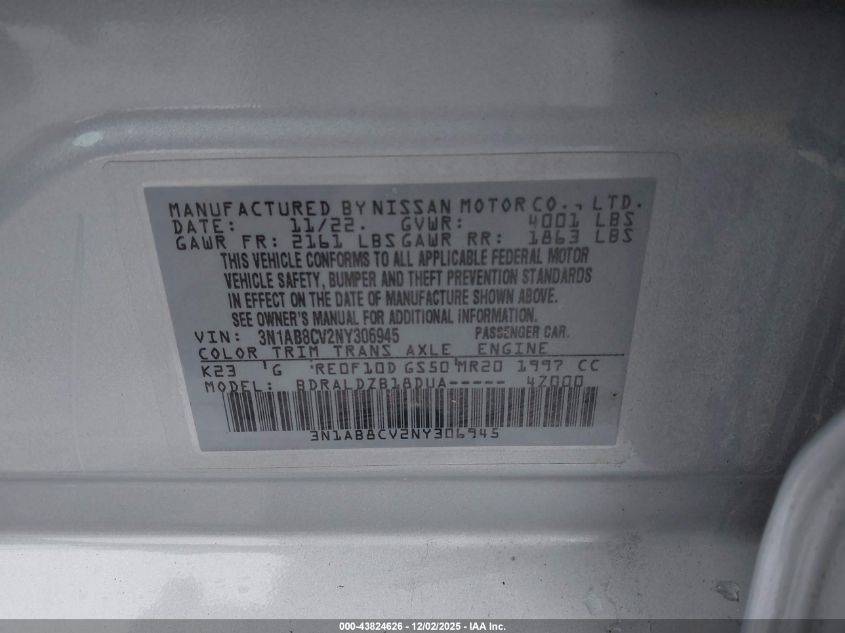 MANUFACTURED BY NISSAN MOTOR CO., LTD.
DATE: 11/22. GVWR: 4001 LBS
GAWR FR: 2161 LBS GAWR RR: 1863 LBS
THIS VEHICLE CONFORMS TO ALL APPLICABLE FEDERAL MOTOR
VEHICLE SAFETY, BUMPER AND THEFT PREVENTION STANDARDS
IN EFFECT ON THE DATE OF MANUFACTURE SHOWN ABOVE.
SEE OWNER'S MANUAL FOR ADDITIONAL INFORMATION.
VIN: 3N1AB8CV2NY306945 PASSENGER CAR.
COLOR TRIM TRANS AXLE ENGINE
K23 'G 'RE0F10D GS50'MR20 1997 CC
MODEL: BDRALDZB18DUA----- 47000
3N1AB8CV2NY306945
000-43824626 - 12/02/2025 - IAA Inc.